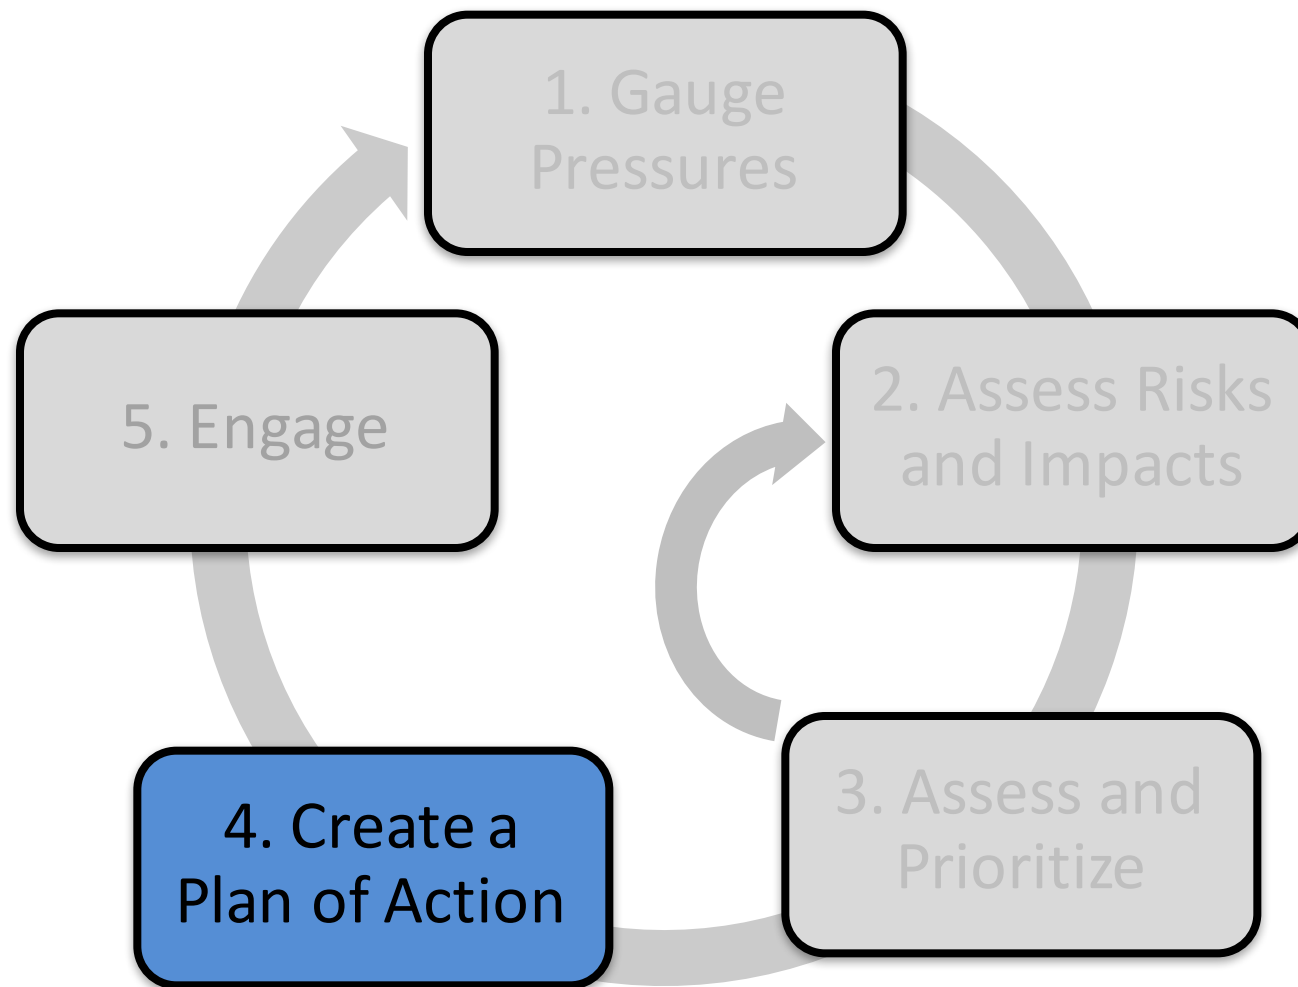 1. Gauge
Pressures
2. Assess Risks
and Impacts
3. Assess and
Prioritize
4. Create a
Plan of Action
5. Engage